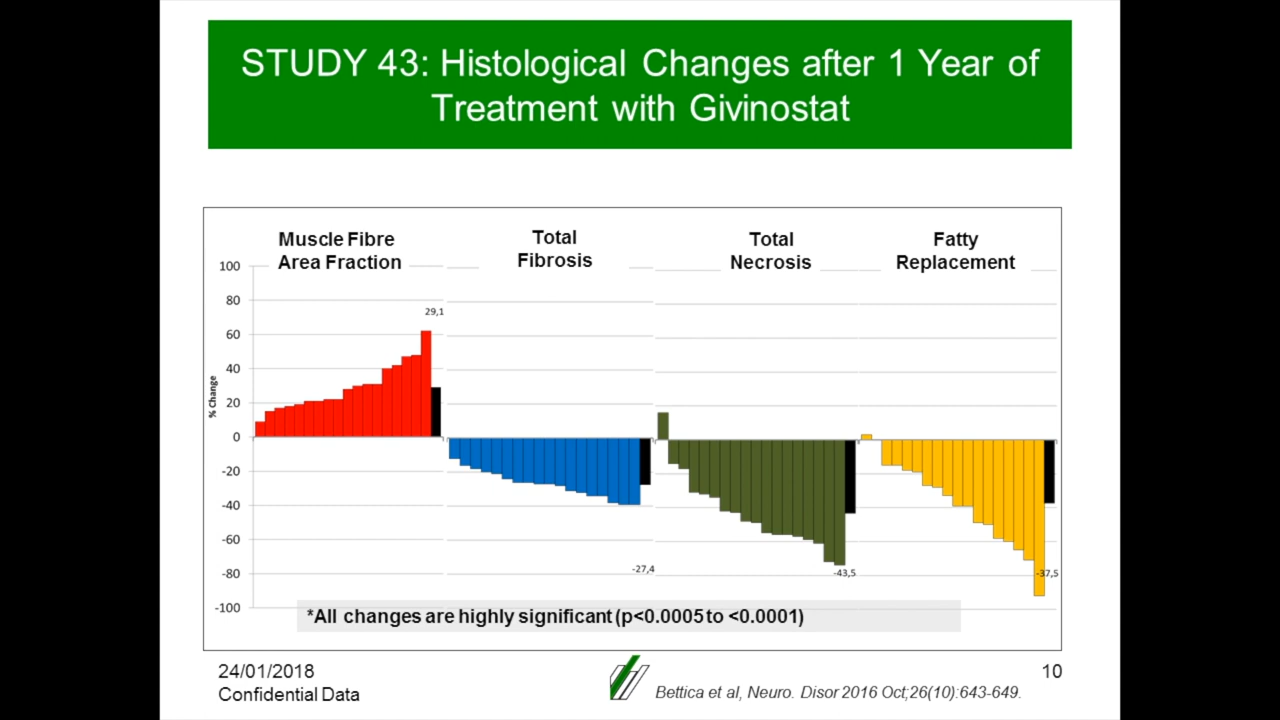 STUDY 43: Histological Changes after 1 Year of
Treatment with Givinostat
Muscle Fibre
Area Fraction
Total
Fibrosis
Total
Necrosis
Fatty
Replacement
% Change
100
80
60
40
20
0
-20
-40
-60
-80
-100
29,1
-27,4
-43,5
-37,5
*All changes are highly significant (p<0.0005 to <0.0001)
24/01/2018
Confidential Data
Bettica et al, Neuro. Disor 2016 Oct;26(10):643-649.
10